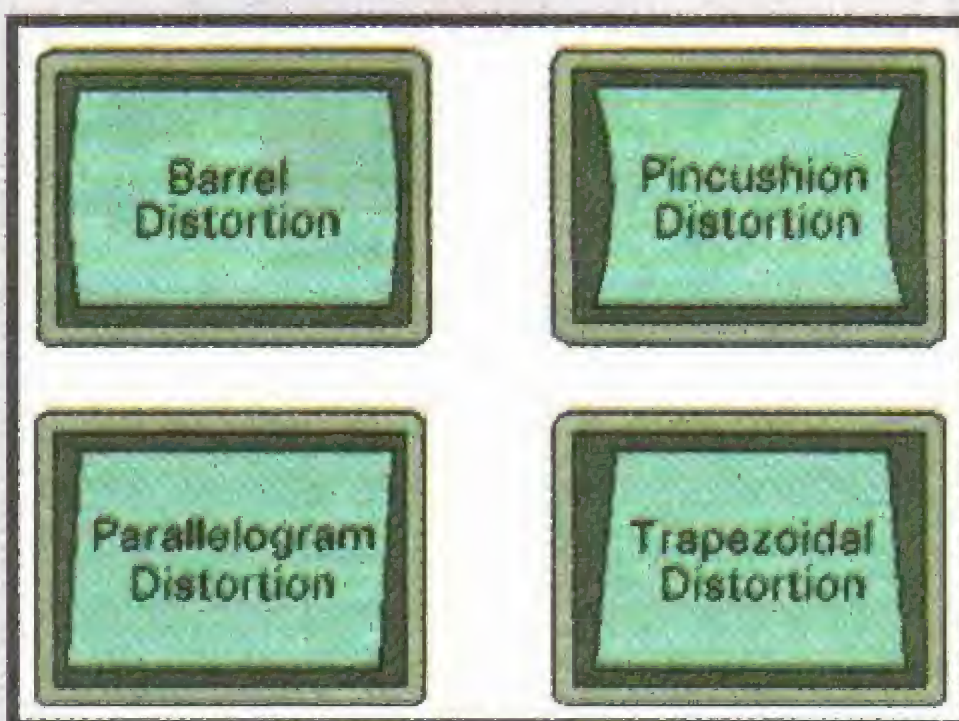 Barrel
Distortion
Pincushion
Distortion
Parallelogram
Distortion
Trapezoidal
Distortion